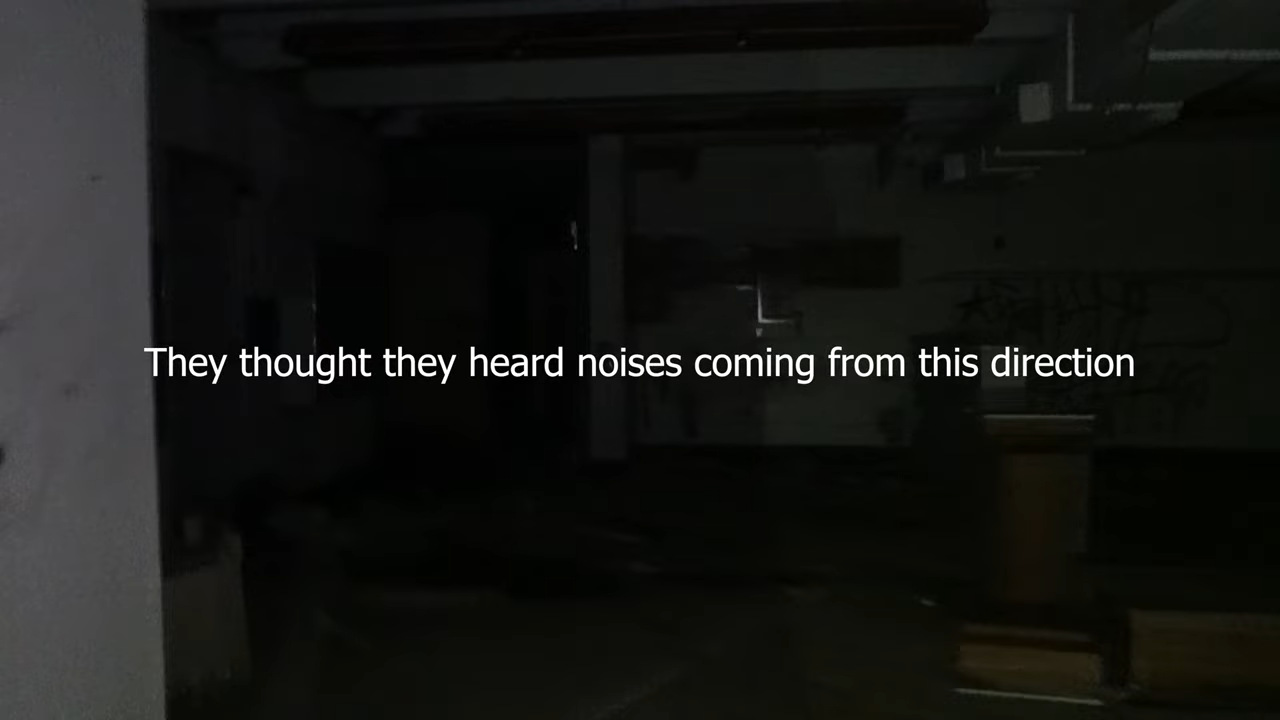 They thought they heard noises coming from this direction